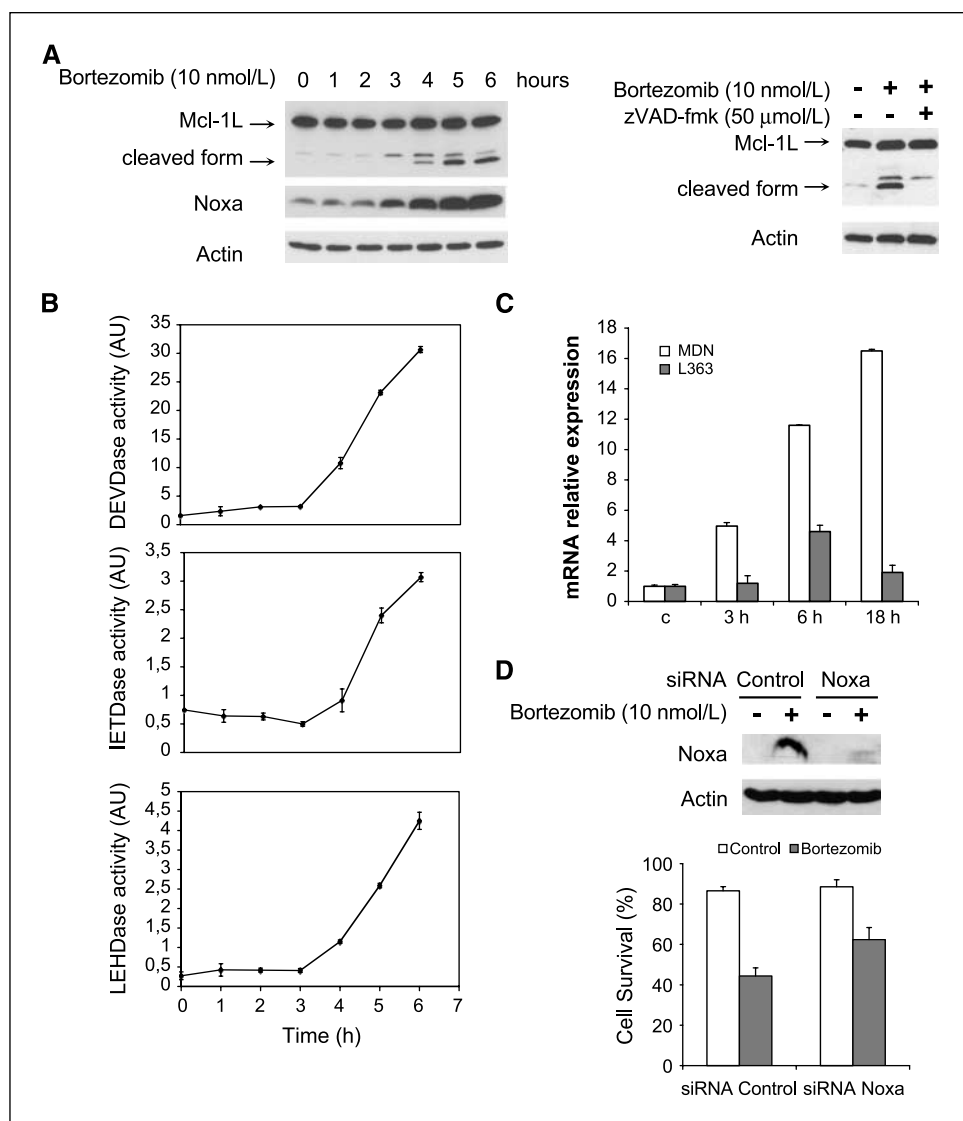 A
Bortezomib (10 nmol/L) 0 1 2 3 4 5 6 hours
Mcl-1L →
cleaved form →
Noxa
Actin
Bortezomib (10 nmol/L) - + +
zVAD-fmk (50 μmol/L) - - +
Mcl-1L →
cleaved form →
Actin
B
DEVDase activity (AU)
35
30
25
20
15
10
5
0
IETDase activity (AU)
3,5
3
2,5
2
1,5
1
0,5
0
LEHDase activity (AU)
5
4,5
4
3,5
3
2,5
2
1,5
1
0,5
0
0 1 2 3 4 5 6 7
Time (h)
C
mRNA relative expression
18
16
14
12
10
8
6
4
2
0
MDN
L363
c 3 h 6 h 18 h
D
siRNA Control Noxa
Bortezomib (10 nmol/L) - + - +
Noxa
Actin
Control Bortezomib
Cell Survival (%)
100
80
60
40
20
0
siRNA Control siRNA Noxa